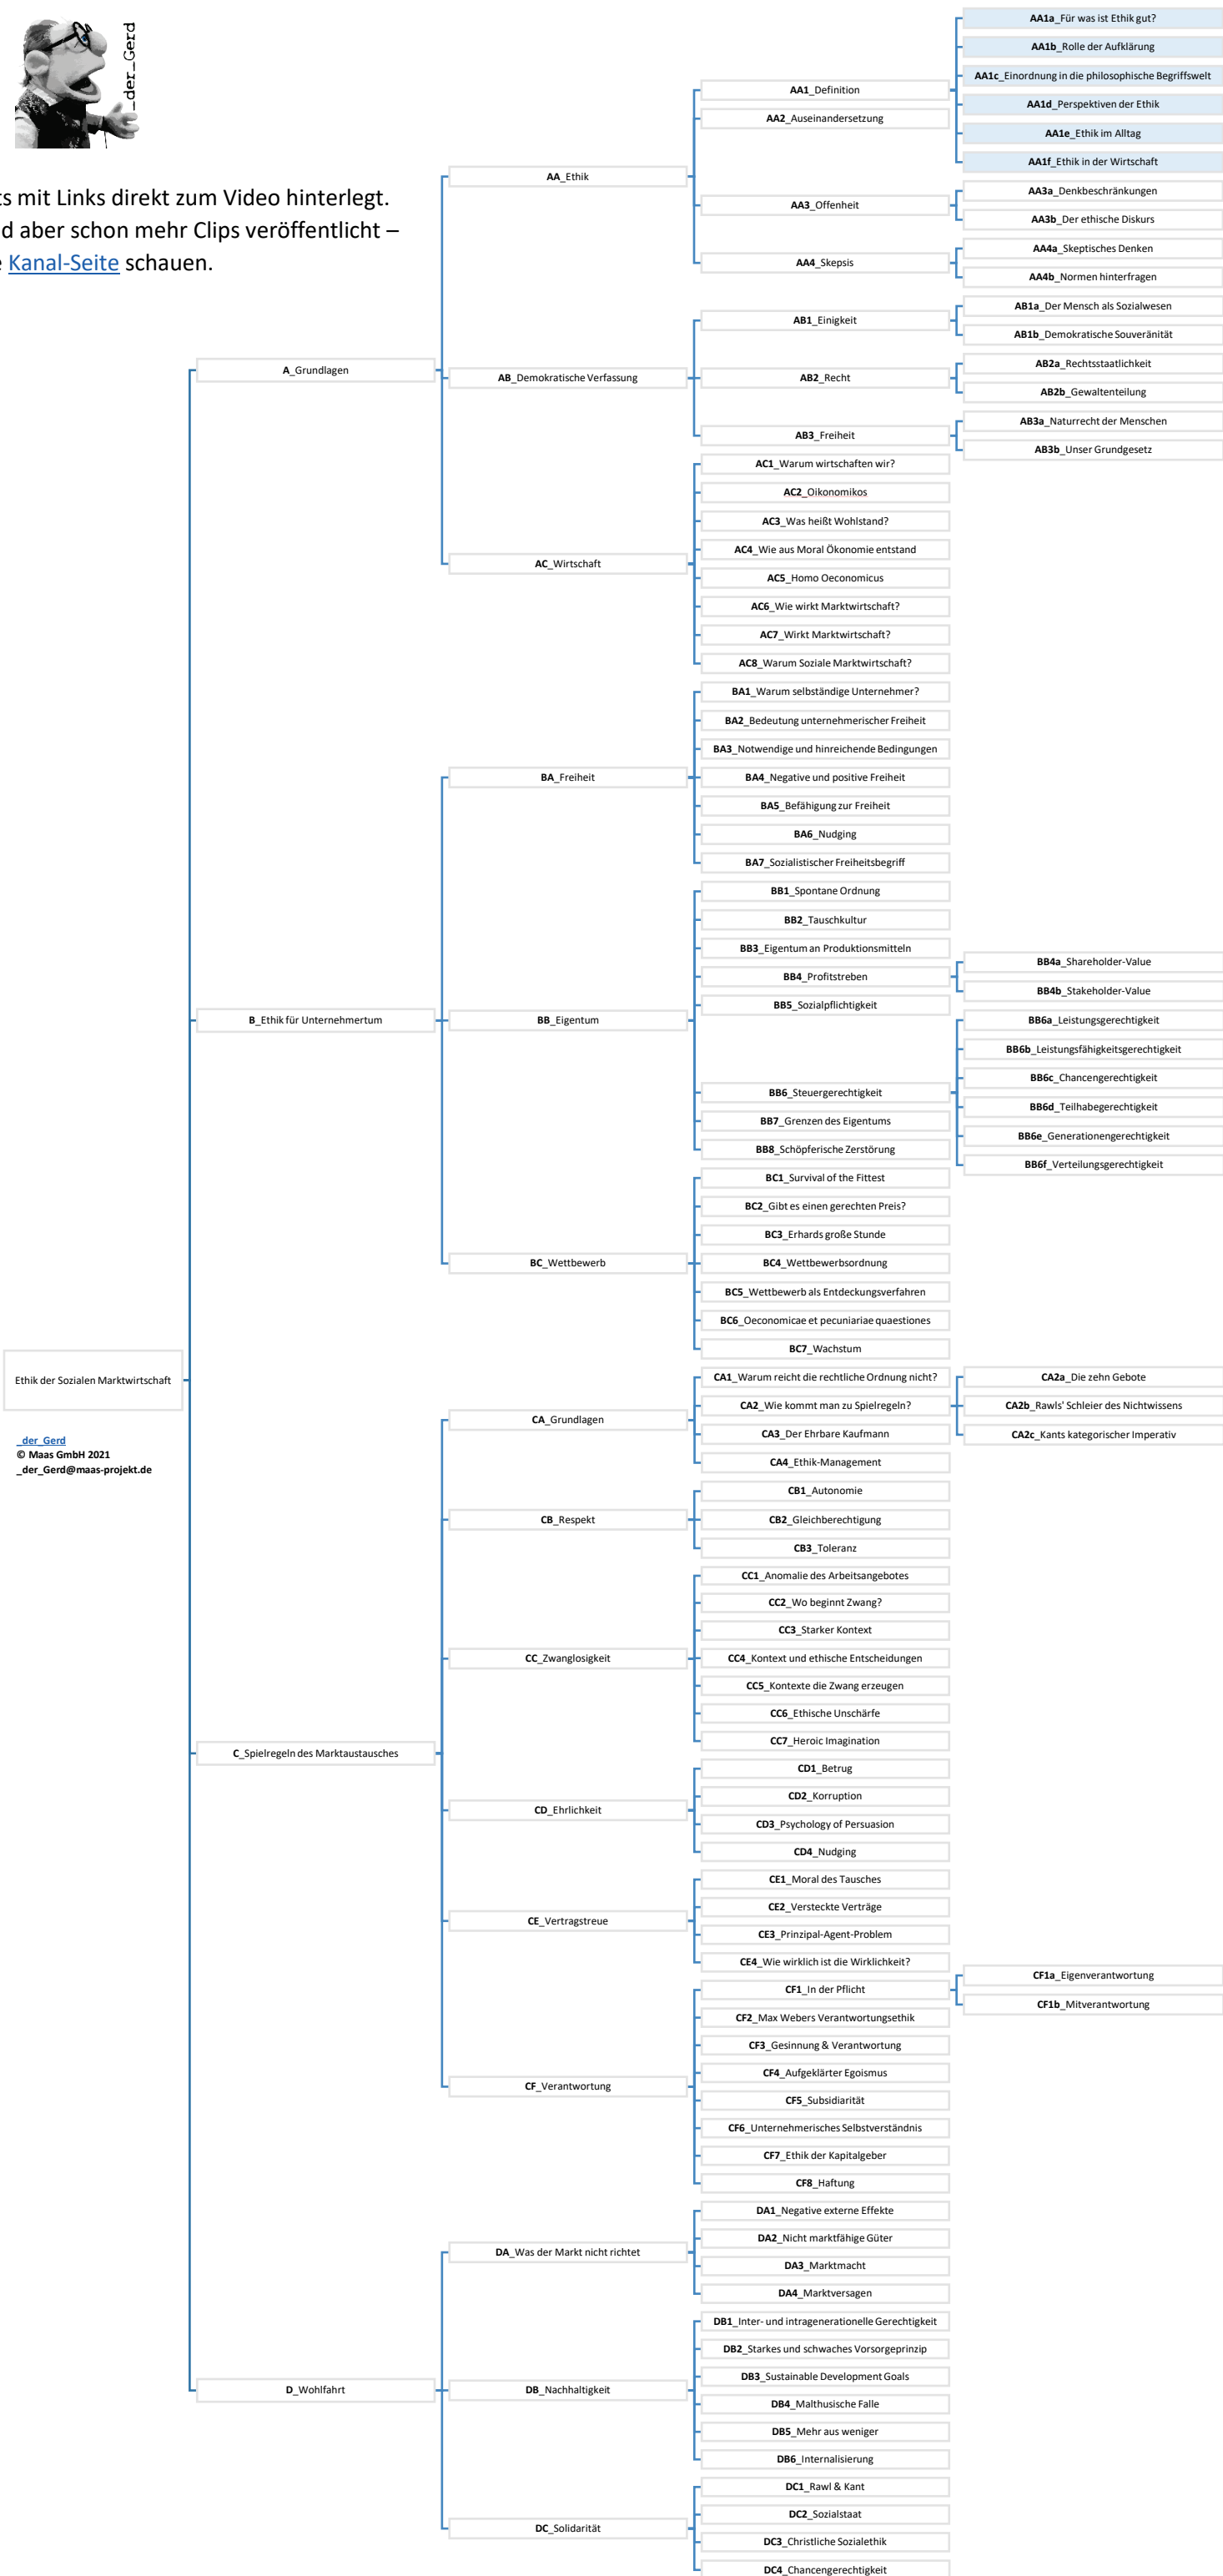 _der_Gerd
ts mit Links direkt zum Video hinterlegt.
d aber schon mehr Clips veröffentlicht –
e Kanal-Seite schauen.
Ethik der Sozialen Marktwirtschaft
_der_Gerd
© Maas GmbH 2021
_der_Gerd@maas-projekt.de
A_Grundlagen
AA_Ethik
AA1_Definition
AA1a_Für was ist Ethik gut?
AA1b_Rolle der Aufklärung
AA1c_Einordnung in die philosophische Begriffswelt
AA1d_Perspektiven der Ethik
AA1e_Ethik im Alltag
AA1f_Ethik in der Wirtschaft
AA2_Auseinandersetzung
AA3_Offenheit
AA3a_Denkbeschränkungen
AA3b_Der ethische Diskurs
AA4_Skepsis
AA4a_Skeptisches Denken
AA4b_Normen hinterfragen
AB_Demokratische Verfassung
AB1_Einigkeit
AB1a_Der Mensch als Sozialwesen
AB1b_Demokratische Souveränität
AB2_Recht
AB2a_Rechtsstaatlichkeit
AB2b_Gewaltenteilung
AB3_Freiheit
AB3a_Naturrecht der Menschen
AB3b_Unser Grundgesetz
AC_Wirtschaft
AC1_Warum wirtschaften wir?
AC2_Oikonomikos
AC3_Was heißt Wohlstand?
AC4_Wie aus Moral Ökonomie entstand
AC5_Homo Oeconomicus
AC6_Wie wirkt Marktwirtschaft?
AC7_Wirkt Marktwirtschaft?
AC8_Warum Soziale Marktwirtschaft?
B_Ethik für Unternehmertum
BA_Freiheit
BA1_Warum selbständige Unternehmer?
BA2_Bedeutung unternehmerischer Freiheit
BA3_Notwendige und hinreichende Bedingungen
BA4_Negative und positive Freiheit
BA5_Befähigung zur Freiheit
BA6_Nudging
BA7_Sozialistischer Freiheitsbegriff
BB_Eigentum
BB1_Spontane Ordnung
BB2_Tauschkultur
BB3_Eigentum an Produktionsmitteln
BB4_Profitstreben
BB4a_Shareholder-Value
BB4b_Stakeholder-Value
BB5_Sozialpflichtigkeit
BB6_Steuergerechtigkeit
BB6a_Leistungsgerechtigkeit
BB6b_Leistungsfähigkeitsgerechtigkeit
BB6c_Chancengerechtigkeit
BB6d_Teilhabegerechtigkeit
BB6e_Generationengerechtigkeit
BB6f_Verteilungsgerechtigkeit
BB7_Grenzen des Eigentums
BB8_Schöpferische Zerstörung
BC_Wettbewerb
BC1_Survival of the Fittest
BC2_Gibt es einen gerechten Preis?
BC3_Erhards große Stunde
BC4_Wettbewerbsordnung
BC5_Wettbewerb als Entdeckungsverfahren
BC6_Oeconomicae et pecuniariae quaestiones
BC7_Wachstum
C_Spielregeln des Marktaustausches
CA_Grundlagen
CA1_Warum reicht die rechtliche Ordnung nicht?
CA2_Wie kommt man zu Spielregeln?
CA2a_Die zehn Gebote
CA2b_Rawls' Schleier des Nichtwissens
CA2c_Kants kategorischer Imperativ
CA3_Der Ehrbare Kaufmann
CA4_Ethik-Management
CB_Respekt
CB1_Autonomie
CB2_Gleichberechtigung
CB3_Toleranz
CC_Zwanglosigkeit
CC1_Anomalie des Arbeitsangebotes
CC2_Wo beginnt Zwang?
CC3_Starker Kontext
CC4_Kontext und ethische Entscheidungen
CC5_Kontexte die Zwang erzeugen
CC6_Ethische Unschärfe
CC7_Heroic Imagination
CD_Ehrlichkeit
CD1_Betrug
CD2_Korruption
CD3_Psychology of Persuasion
CD4_Nudging
CE_Vertragstreue
CE1_Moral des Tausches
CE2_Versteckte Verträge
CE3_Prinzipal-Agent-Problem
CE4_Wie wirklich ist die Wirklichkeit?
CF_Verantwortung
CF1_In der Pflicht
CF1a_Eigenverantwortung
CF1b_Mitverantwortung
CF2_Max Webers Verantwortungsethik
CF3_Gesinnung & Verantwortung
CF4_Aufgeklärter Egoismus
CF5_Subsidiarität
CF6_Unternehmerisches Selbstverständnis
CF7_Ethik der Kapitalgeber
CF8_Haftung
D_Wohlfahrt
DA_Was der Markt nicht richtet
DA1_Negative externe Effekte
DA2_Nicht marktfähige Güter
DA3_Marktmacht
DA4_Marktversagen
DB_Nachhaltigkeit
DB1_Inter- und intragenerationelle Gerechtigkeit
DB2_Starkes und schwaches Vorsorgeprinzip
DB3_Sustainable Development Goals
DB4_Malthusische Falle
DB5_Mehr aus weniger
DB6_Internalisierung
DC_Solidarität
DC1_Rawl & Kant
DC2_Sozialstaat
DC3_Christliche Sozialethik
DC4_Chancengerechtigkeit